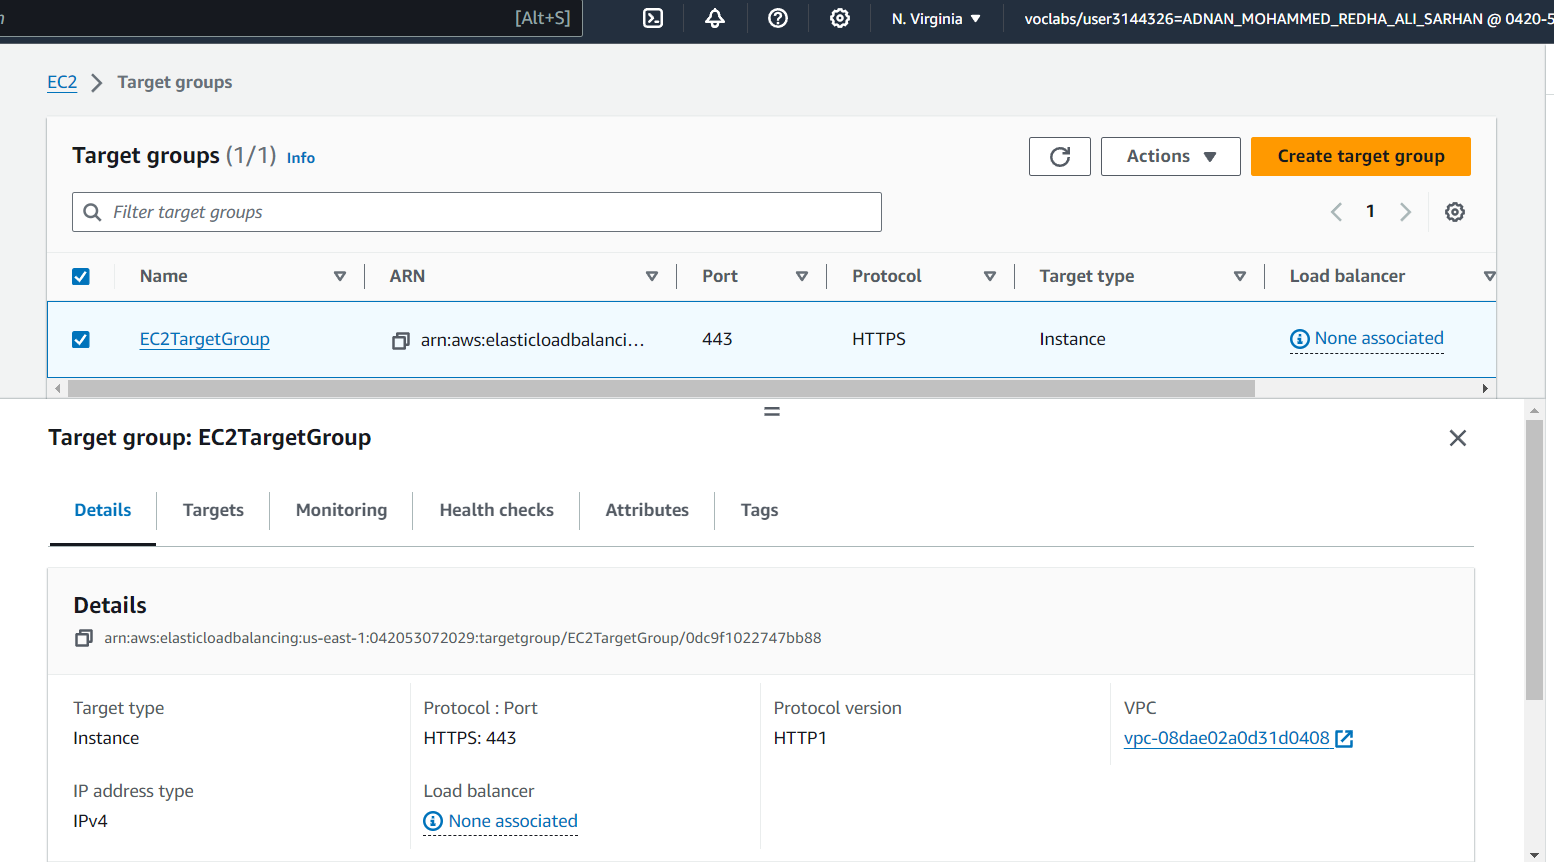 [Alt+S]
N. Virginia
voclabs/user3144326=ADNAN_MOHAMMED_REDHA_ALI_SARHAN @ 0420-5
EC2
Target groups
Target groups (1/1) Info
Actions
Create target group
Filter target groups
1
Name ARN Port Protocol Target type Load balancer
EC2TargetGroup arn:aws:elasticloadbalanci... 443 HTTPS Instance None associated
Target group: EC2TargetGroup
Details Targets Monitoring Health checks Attributes Tags
Details
arn:aws:elasticloadbalancing:us-east-1:042053072029:targetgroup/EC2TargetGroup/0dc9f1022747bb88
Target type Protocol : Port Protocol version VPC
Instance HTTPS: 443 HTTP1 vpc-08dae02a0d31d0408
IP address type Load balancer
IPv4 None associated